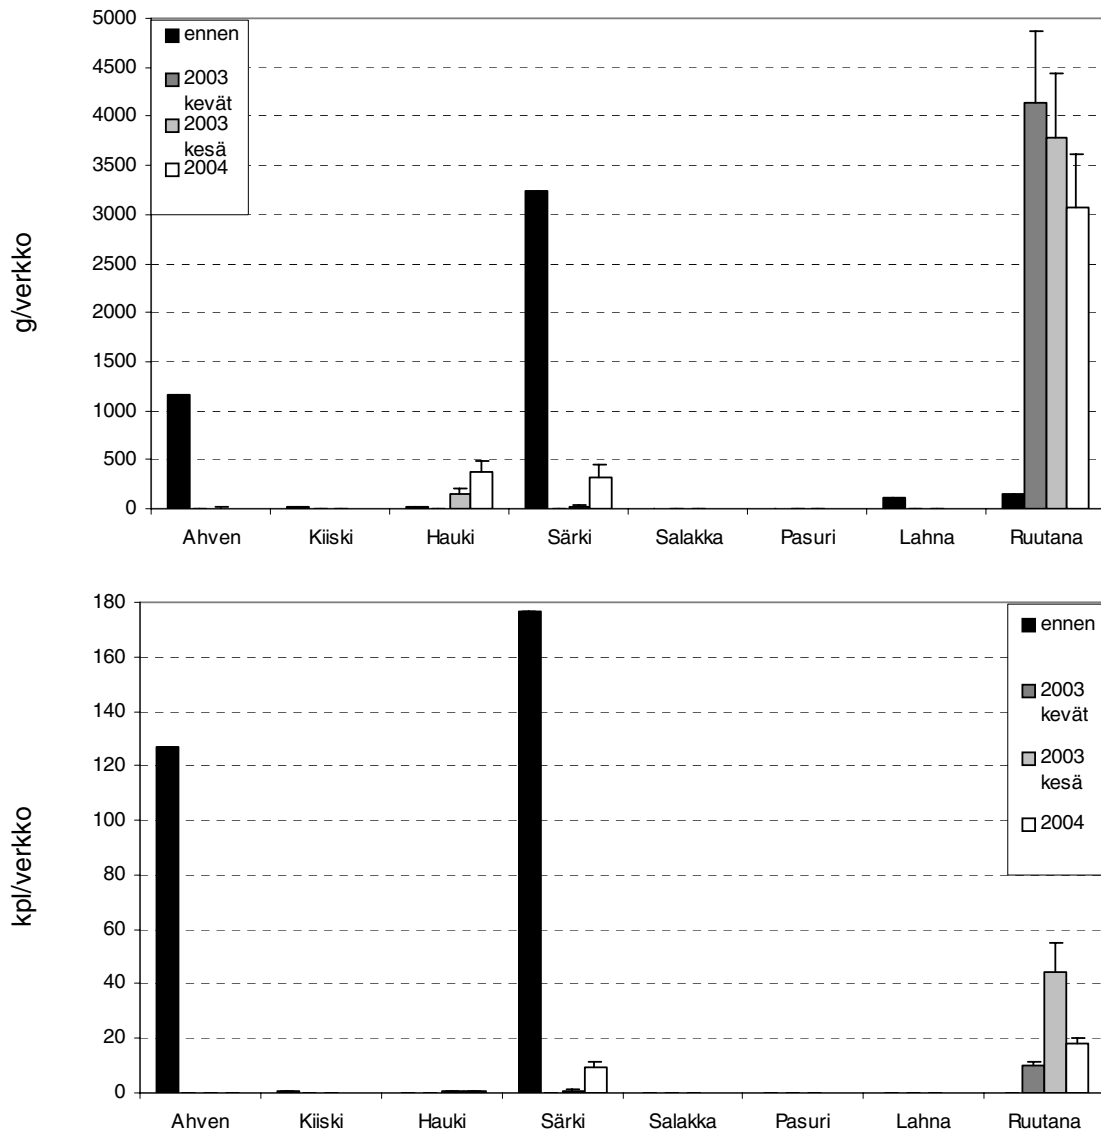 5000
4500
4000
3500
3000
2500
2000
1500
1000
500
0
g/verkko
ennen
2003
kevät
2003
kesä
2004
Ahven Kiiski Hauki Särki Salakka Pasuri Lahna Ruutana
180
160
140
120
100
80
60
40
20
0
kpl/verkko
ennen
2003
kevät
2003
kesä
2004
Ahven Kiiski Hauki Särki Salakka Pasuri Lahna Ruutana